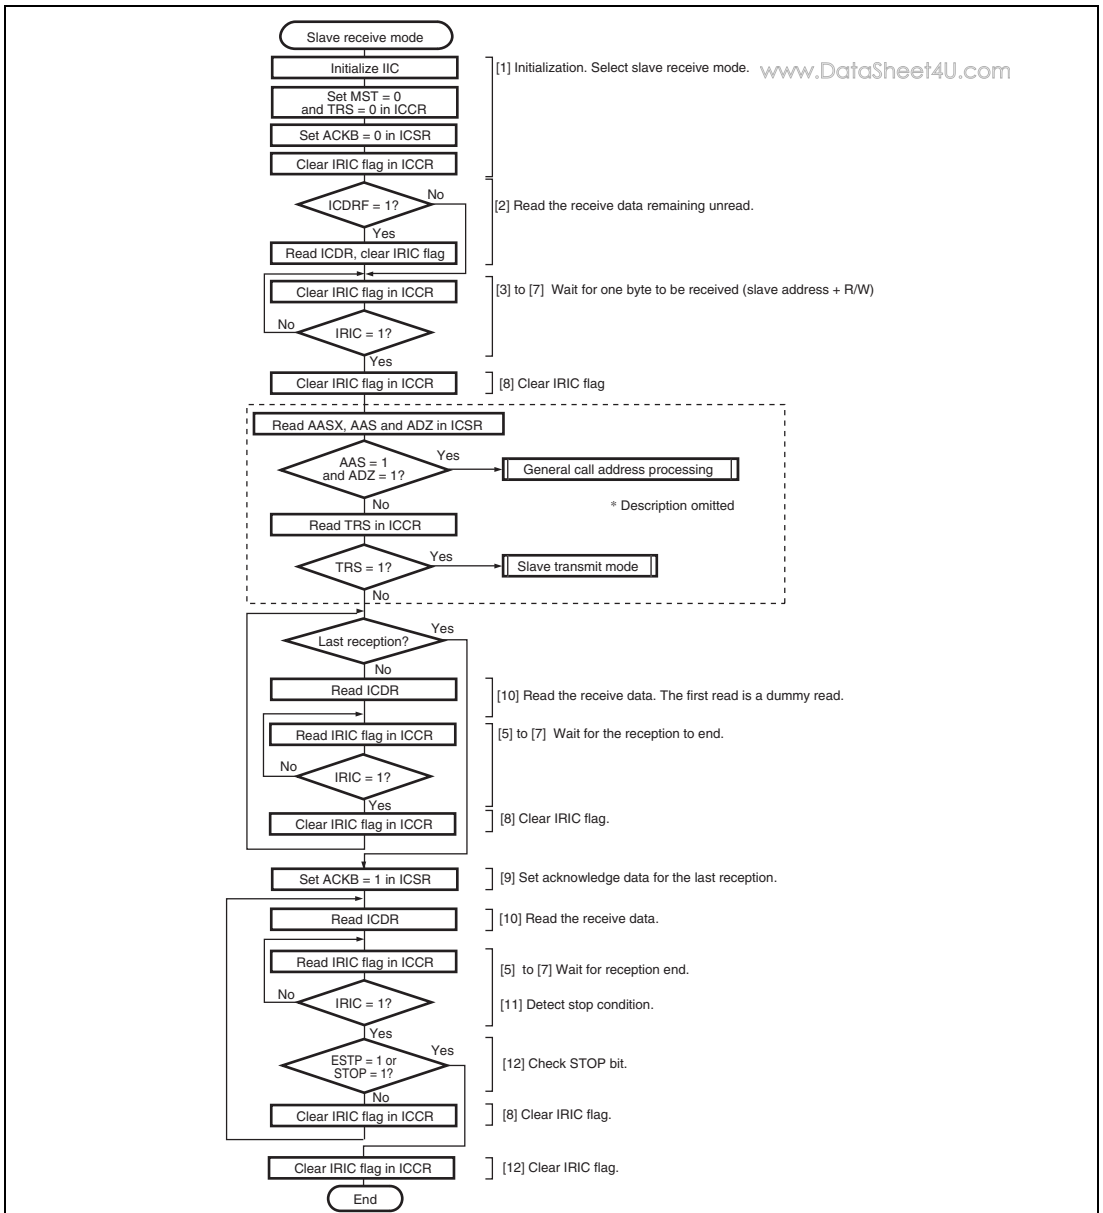 Slave receive mode
Initialize IIC
[1] Initialization. Select slave receive mode.
www.DataSheet4U.com
Set MST = 0
and TRS = 0 in ICCR
Set ACKB = 0 in ICSR
Clear IRIC flag in ICCR
ICDRF = 1?
No
[2] Read the receive data remaining unread.
Yes
Read ICDR, clear IRIC flag
Clear IRIC flag in ICCR
[3] to [7] Wait for one byte to be received (slave address + R/W)
No
IRIC = 1?
Yes
Clear IRIC flag in ICCR
[8] Clear IRIC flag
Read AASX, AAS and ADZ in ICSR
AAS = 1
and ADZ = 1?
Yes
General call address processing
No
* Description omitted
Read TRS in ICCR
TRS = 1?
Yes
Slave transmit mode
No
Last reception?
Yes
No
Read ICDR
[10] Read the receive data. The first read is a dummy read.
Read IRIC flag in ICCR
[5] to [7] Wait for the reception to end.
No
IRIC = 1?
Yes
Clear IRIC flag in ICCR
[8] Clear IRIC flag.
Set ACKB = 1 in ICSR
[9] Set acknowledge data for the last reception.
Read ICDR
[10] Read the receive data.
Read IRIC flag in ICCR
[5] to [7] Wait for reception end.
No
IRIC = 1?
[11] Detect stop condition.
Yes
ESTP = 1 or
STOP = 1?
Yes
[12] Check STOP bit.
No
Clear IRIC flag in ICCR
[8] Clear IRIC flag.
Clear IRIC flag in ICCR
[12] Clear IRIC flag.
End